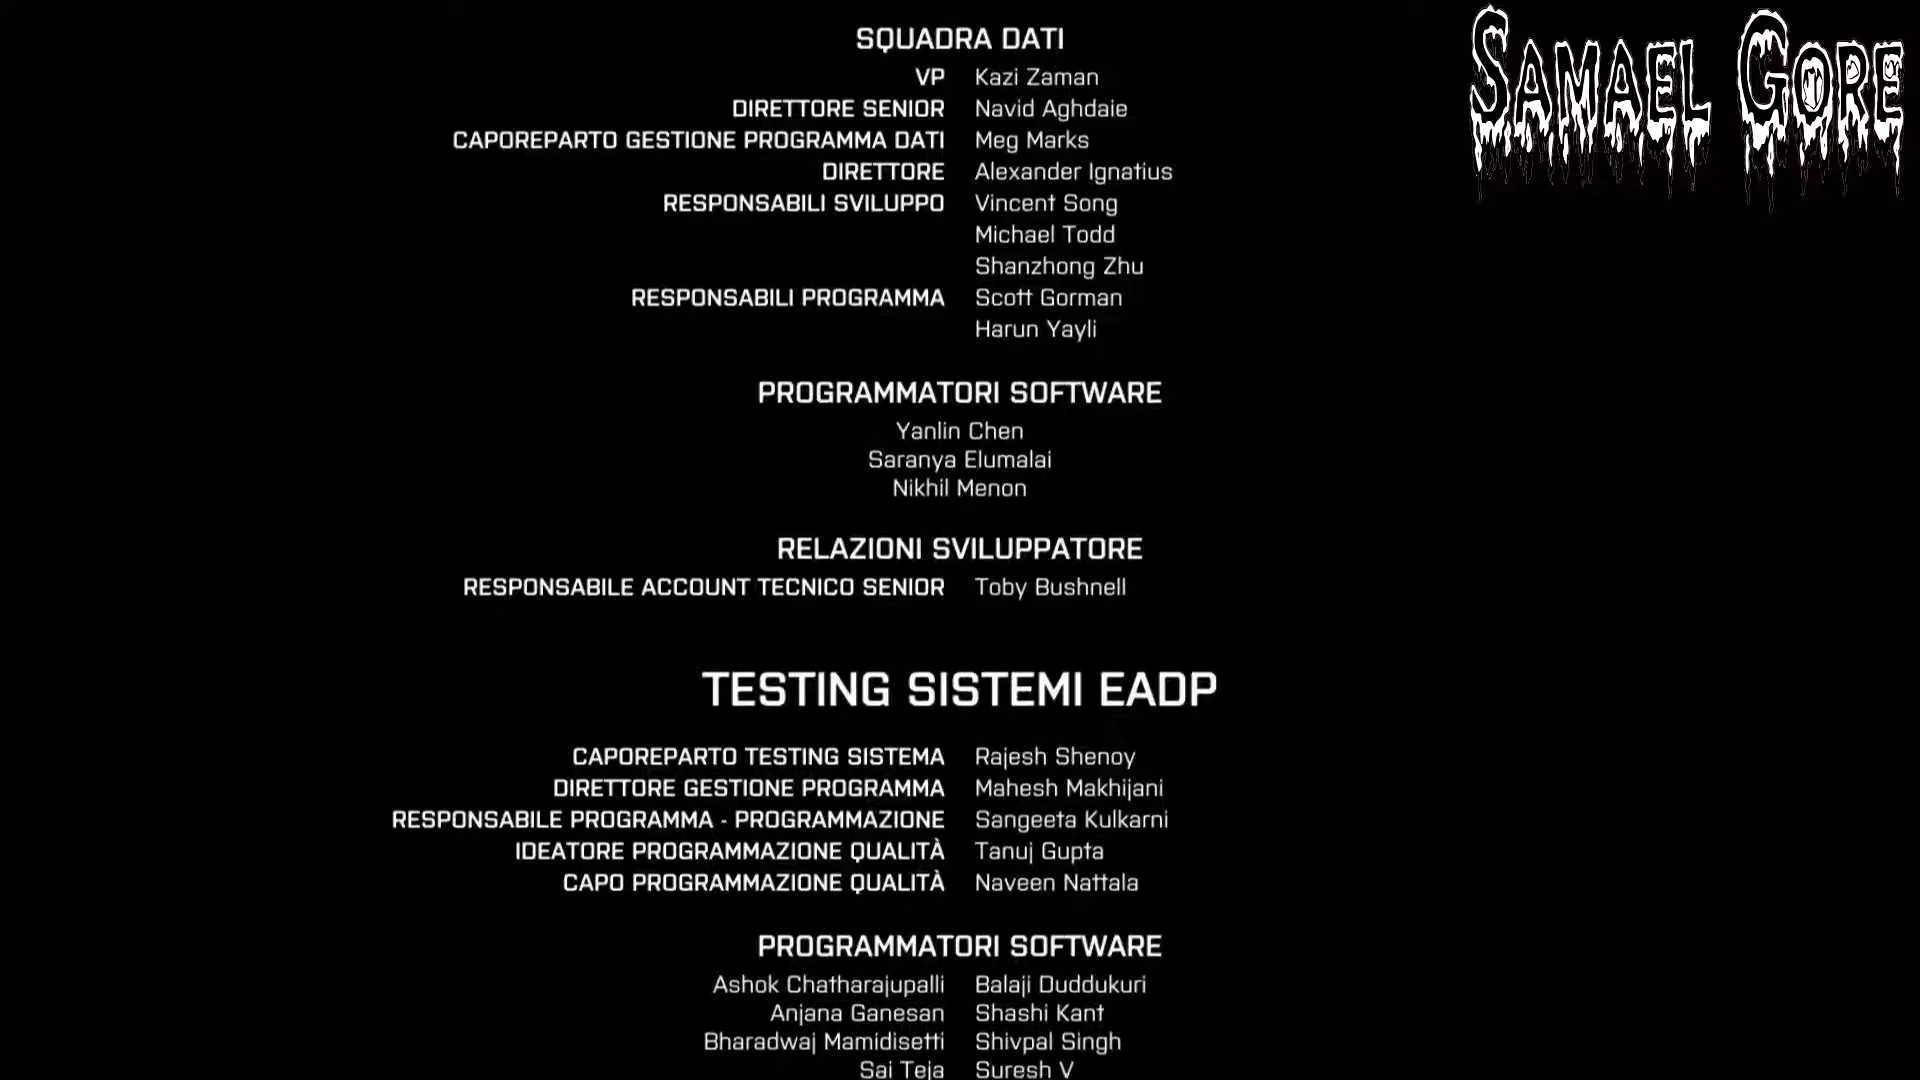 SQUADRA DATI
VP Kazi Zaman
DIRETTORE SENIOR Navid Aghdaie
CAPOREPARTO GESTIONE PROGRAMMA DATI Meg Marks
DIRETTORE Alexander Ignatius
RESPONSABILI SVILUPPO Vincent Song
Michael Todd
Shanzhong Zhu
RESPONSABILI PROGRAMMA Scott Gorman
Harun Yayli
PROGRAMMATORI SOFTWARE
Yanlin Chen
Saranya Elumalai
Nikhil Menon
RELAZIONI SVILUPPATORE
RESPONSABILE ACCOUNT TECNICO SENIOR Toby Bushnell
TESTING SISTEMI EADP
CAPOREPARTO TESTING SISTEMA Rajesh Shenoy
DIRETTORE GESTIONE PROGRAMMA Mahesh Makhijani
RESPONSABILE PROGRAMMA - PROGRAMMAZIONE Sangeeta Kulkarni
IDEATORE PROGRAMMAZIONE QUALITÀ Tanuj Gupta
CAPO PROGRAMMAZIONE QUALITÀ Naveen Nattala
PROGRAMMATORI SOFTWARE
Ashok Chatharajupalli Balaji Duddukuri
Anjana Ganesan Shashi Kant
Bharadwaj Mamidisetti Shivpal Singh
Sai Teja Suresh V
SAMAEL GORE